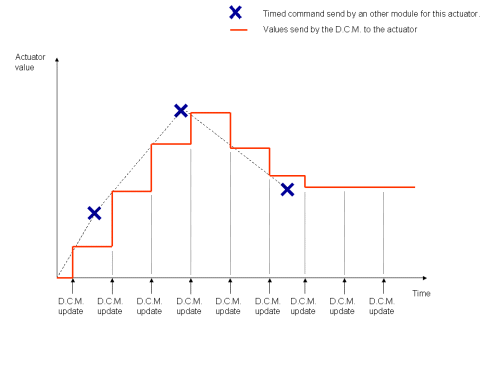 Timed command send by an other module for this actuator.
Values send by the D.C.M to the actuator
Actuator
value
Time
D.C.M.
update
D.C.M.
update
D.C.M.
update
D.C.M.
update
D.C.M.
update
D.C.M.
update
D.C.M.
update
D.C.M.
update
D.C.M.
update